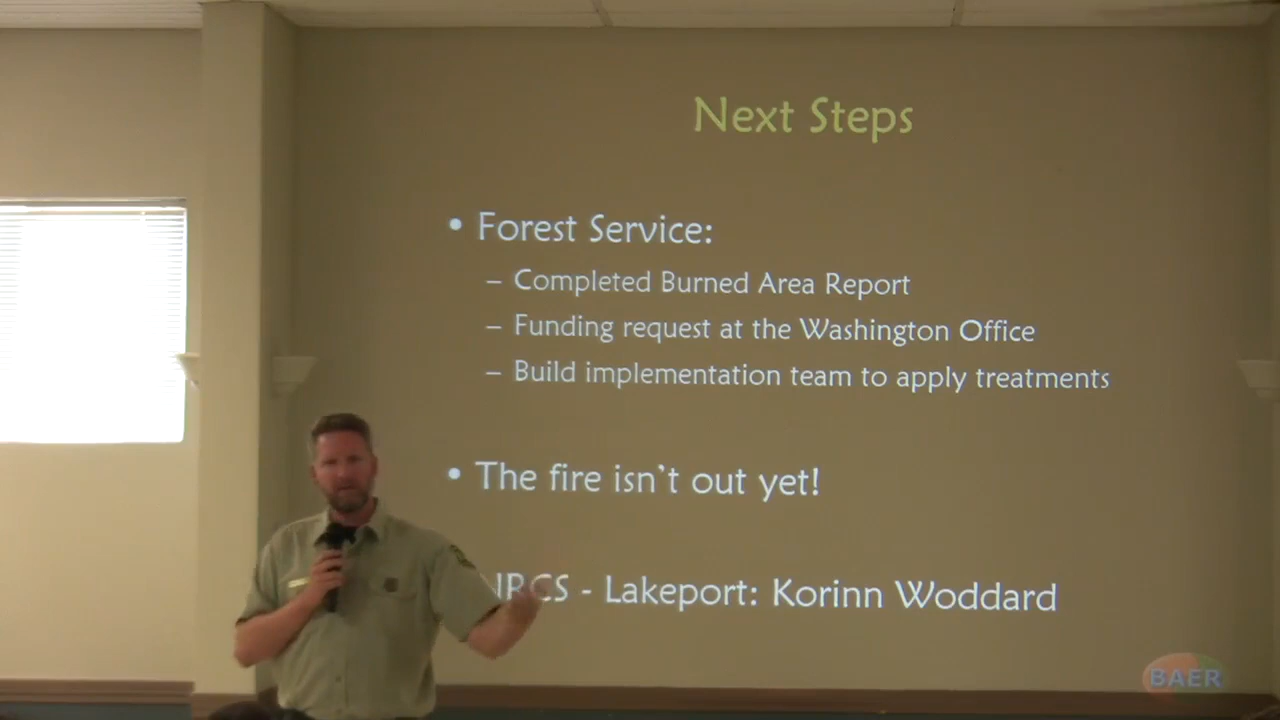 Next Steps
• Forest Service:
– Completed Burned Area Report
– Funding request at the Washington Office
– Build implementation team to apply treatments
• The fire isn't out yet!
NRCS - Lakeport: Korinn Woddard
BAER